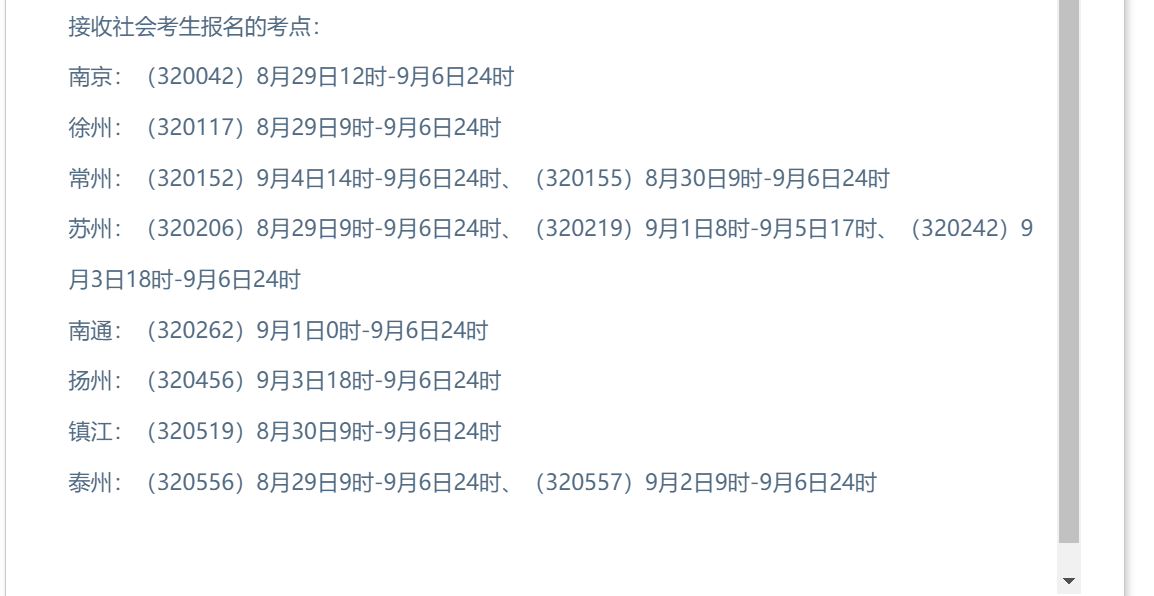 接收社会考生报名的考点：
南京：（320042）8月29日12时-9月6日24时
徐州：（320117）8月29日9时-9月6日24时
常州：（320152）9月4日14时-9月6日24时、（320155）8月30日9时-9月6日24时
苏州：（320206）8月29日9时-9月6日24时、（320219）9月1日8时-9月5日17时、（320242）9
月3日18时-9月6日24时
南通：（320262）9月1日0时-9月6日24时
扬州：（320456）9月3日18时-9月6日24时
镇江：（320519）8月30日9时-9月6日24时
泰州：（320556）8月29日9时-9月6日24时、（320557）9月2日9时-9月6日24时